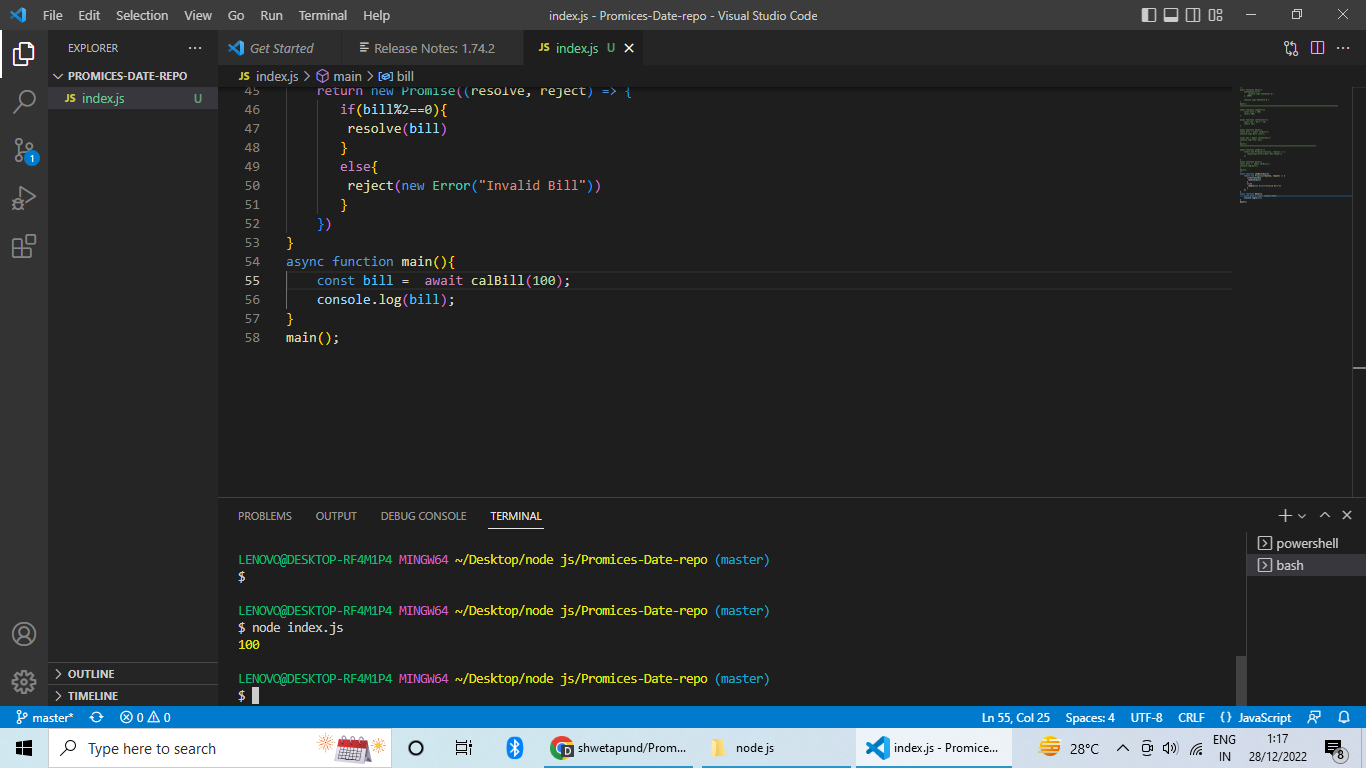 File Edit Selection View Go Run Terminal Help index.js - Promices-Date-repo - Visual Studio Code
EXPLORER
PROMICES-DATE-REPO
JS index.js U
OUTLINE
TIMELINE
Get Started Release Notes: 1.74.2 JS index.js U
JS index.js > main > bill
45 return new Promise((resolve, reject) => {
46 if(bill%2==0){
47 resolve(bill)
48 }
49 else{
50 reject(new Error("Invalid Bill"))
51 }
52 })
53 }
54 async function main(){
55 const bill =  await calBill(100);
56 console.log(bill);
57 }
58 main();
PROBLEMS OUTPUT DEBUG CONSOLE TERMINAL
LENOVO@DESKTOP-RF4M1P4 MINGW64 ~/Desktop/node js/Promices-Date-repo (master)
$
LENOVO@DESKTOP-RF4M1P4 MINGW64 ~/Desktop/node js/Promices-Date-repo (master)
$ node index.js
100
LENOVO@DESKTOP-RF4M1P4 MINGW64 ~/Desktop/node js/Promices-Date-repo (master)
$
powershell
bash
1
master* 0 0 Ln 55, Col 25 Spaces: 4 UTF-8 CRLF {} JavaScript
Type here to search shwetapund/Prom... node js index.js - Promice... 28°C ENG IN 1:17 28/12/2022 8